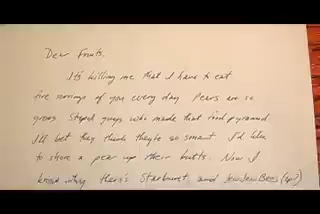 Dear Fruits,
It's killing me that I have to eat
five servings of you every day. Pears are so
gross. Stupid guys who made that food pyramid.
I'll bet they think they're so smart. I'd like
to shove a pear up their butts. Now I
know why there's Starburst, and JewJewBees (sp?)